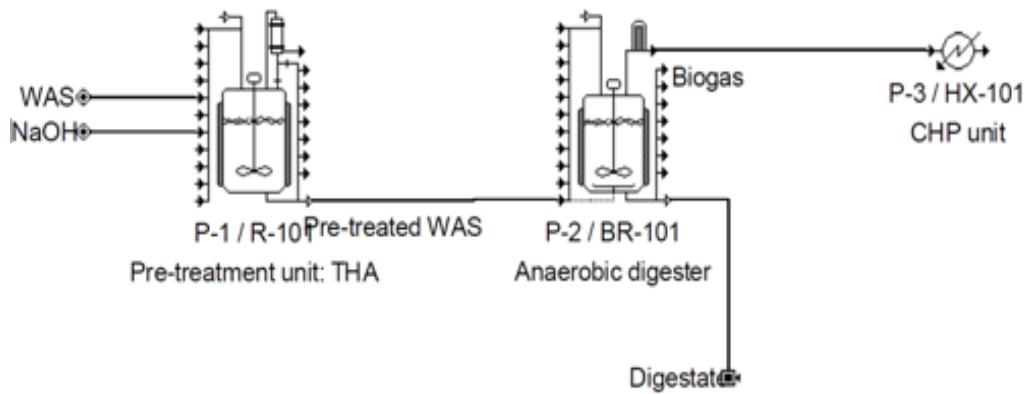 WAS
NaOH
P-1 / R-101
Pre-treated WAS
Pre-treatment unit: THA
P-2 / BR-101
Anaerobic digester
Biogas
P-3 / HX-101
CHP unit
Digestate